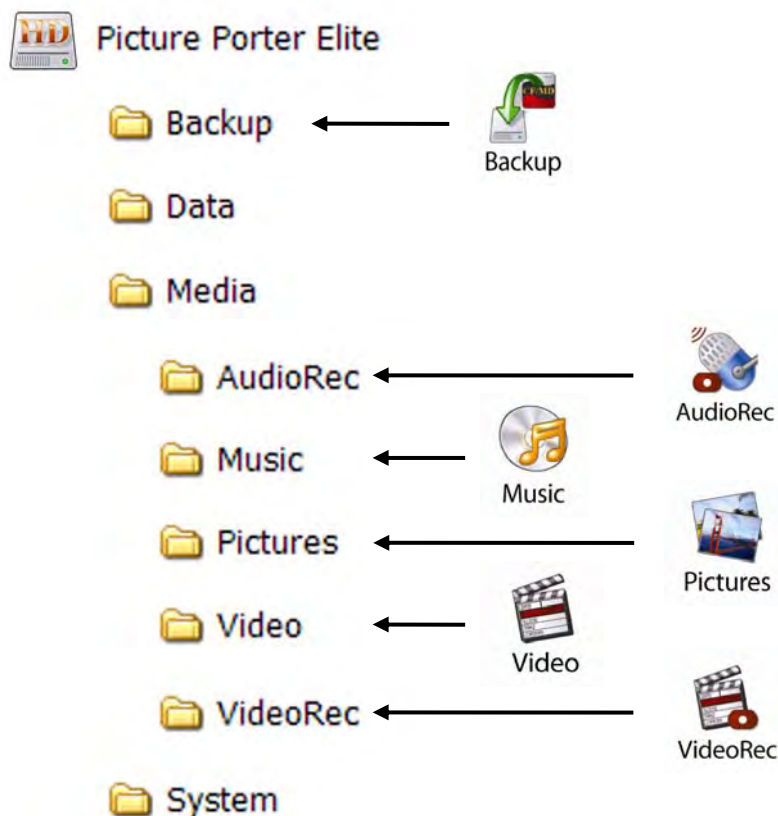 HD
Picture Porter Elite
Backup
CF/MD
Backup
Data
Media
AudioRec
AudioRec
Music
Music
Pictures
Pictures
Video
Video
VideoRec
VideoRec
System